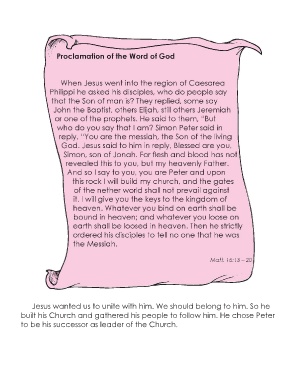 Proclamation of the Word of God
When Jesus went into the region of Caesarea
Philippi he asked his disciples, who do people say
that the Son of man is? They replied, some say
John the Baptist, others Elijah, still others Jeremiah
or one of the prophets. He said to them, "But
who do you say that I am? Simon Peter said in
reply, "You are the messiah, the Son of the living
God. Jesus said to him in reply, Blessed are you,
Simon, son of Jonah. For flesh and blood has not
revealed this to you, but my heavenly Father.
And so I say to you, you are Peter and upon
this rock I will build my church, and the gates
of the nether world shall not prevail against
it. I will give you the keys to the kingdom of
heaven. Whatever you bind on earth shall be
bound in heaven; and whatever you loose on
earth shall be loosed in heaven. Then he strictly
ordered his disciples to tell no one that he was
the Messiah.
Matt. 16:13 – 20
Jesus wanted us to unite with him. We should belong to him. So he
built his Church and gathered his people to follow him. He chose Peter
to be his successor as leader of the Church.